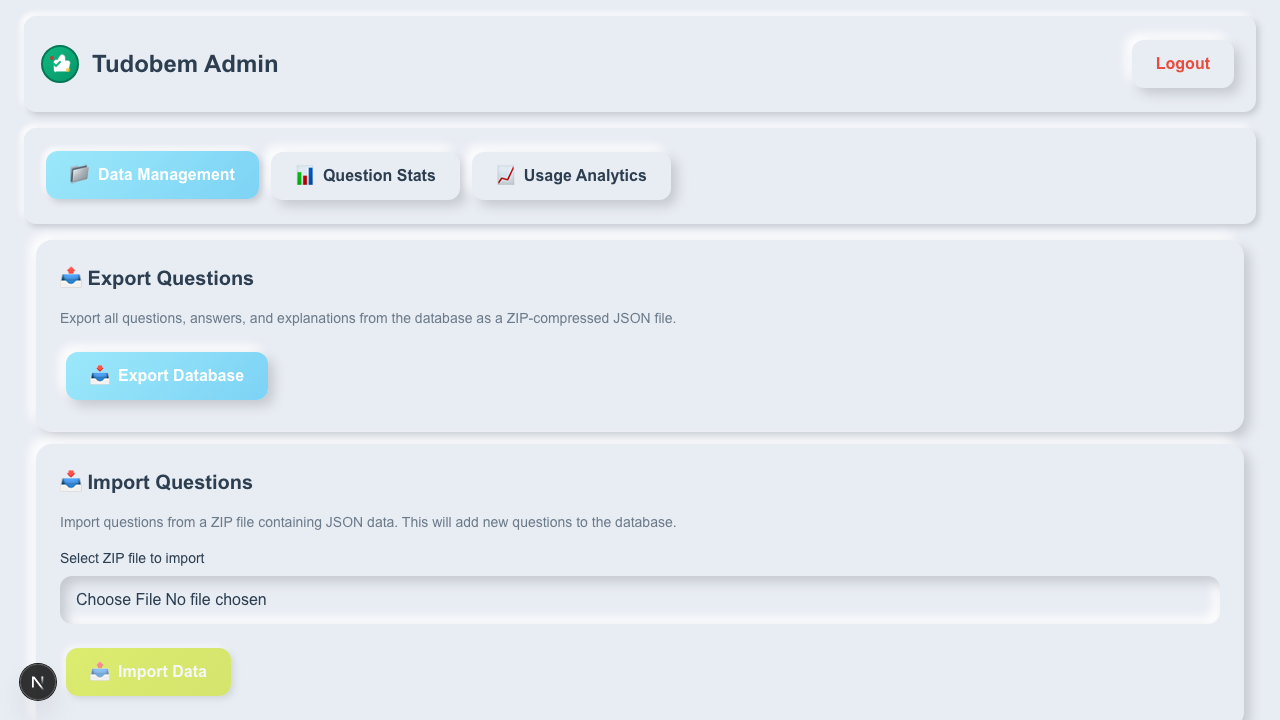 Tudobem Admin
Logout
Data Management
Question Stats
Usage Analytics
Export Questions
Export all questions, answers, and explanations from the database as a ZIP-compressed JSON file.
Export Database
Import Questions
Import questions from a ZIP file containing JSON data. This will add new questions to the database.
Select ZIP file to import
Choose File No file chosen
Import Data
N